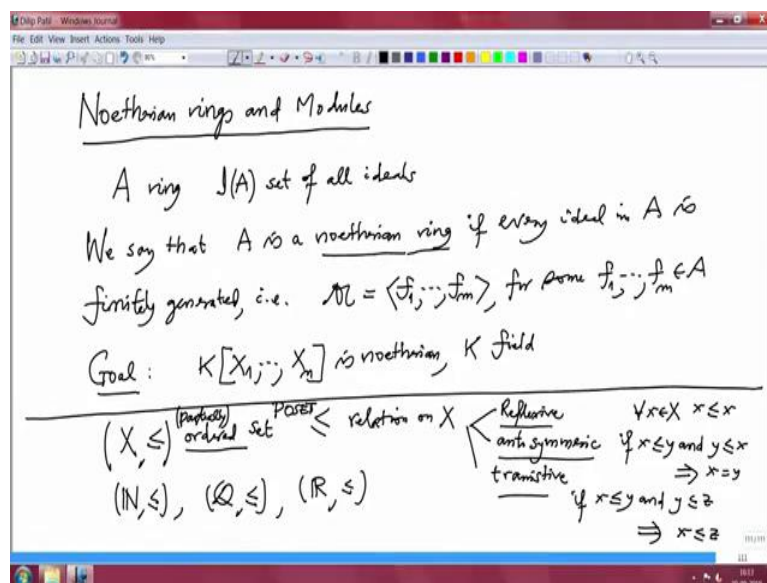 Dilip Patil - Windows Journal
File Edit View Insert Actions Tools Help
Noetherian rings and Modules
A ring J(A) set of all ideals
We say that A is a noetherian ring if every ideal in A is
finitely generated, i.e. 𝔞 = ⟨f₁, ⋯, fₘ⟩, for some f₁, ⋯, fₘ ∈ A
Goal : K[X₁, ⋯, Xₙ] is noetherian, K field
(X, ≤) (partially) ordered set POSET ≤ relation on X
Reflexive ∀x∈X x ≤ x
anti symmetric if x ≤ y and y ≤ x
⇒ x = y
tranistive if x ≤ y and y ≤ z
⇒ x ≤ z
(ℕ, ≤), (ℚ, ≤), (ℝ, ≤)